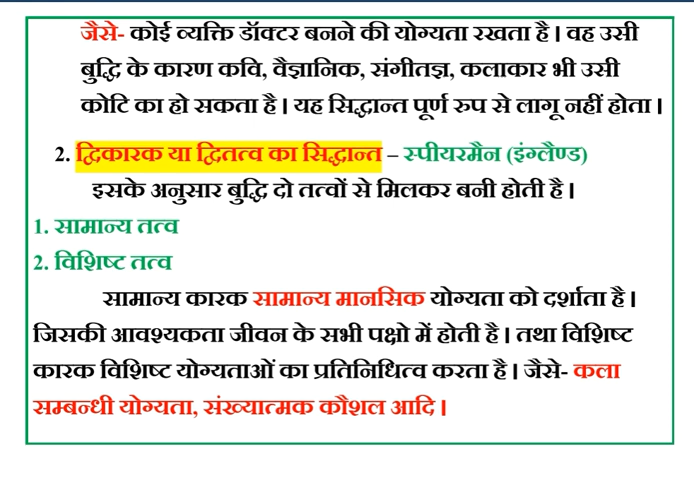 जैसे- कोई व्यक्ति डॉक्टर बनने की योग्यता रखता है। वह उसी
बुद्धि के कारण कवि, वैज्ञानिक, संगीतज्ञ, कलाकार भी उसी
कोटि का हो सकता है। यह सिद्धान्त पूर्ण रुप से लागू नहीं होता।
2. द्विकारक या द्वितत्व का सिद्धान्त – स्पीयरमैन (इंग्लैण्ड)
इसके अनुसार बुद्धि दो तत्वों से मिलकर बनी होती है।
1. सामान्य तत्व
2. विशिष्ट तत्व
सामान्य कारक सामान्य मानसिक योग्यता को दर्शाता है।
जिसकी आवश्यकता जीवन के सभी पक्षो में होती है। तथा विशिष्ट
कारक विशिष्ट योग्यताओं का प्रतिनिधित्व करता है। जैसे- कला
सम्बन्धी योग्यता, संख्यात्मक कौशल आदि।